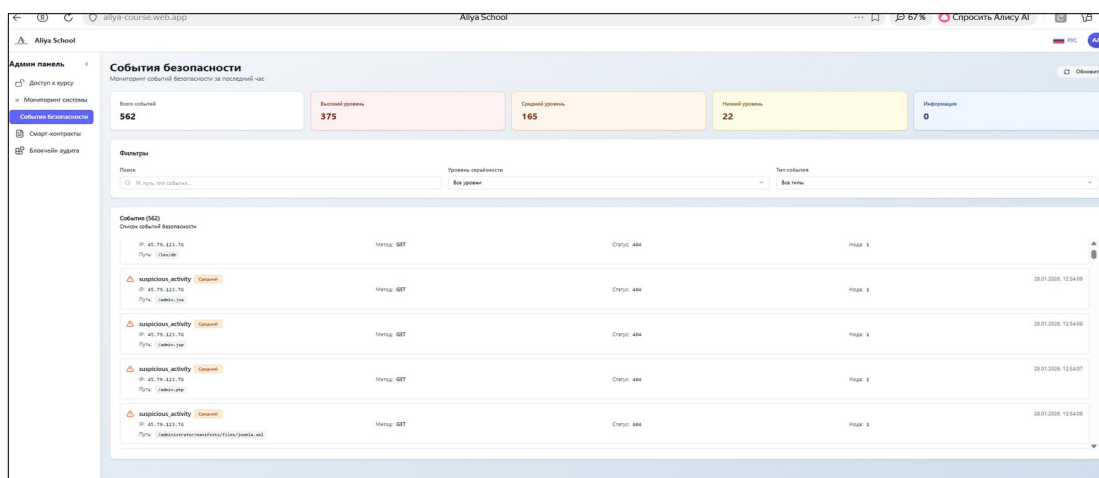 aliya-course.web.app
Aliya School
67%
Спросить Алису AI
Aliya School
РУС
Админ панель
Доступ к курсу
Мониторинг системы
События безопасности
Смарт-контракты
Блокчейн аудита
События безопасности
Мониторинг событий безопасности за последний час
Обновить
Всего событий
562
Высокий уровень
375
Средний уровень
165
Низкий уровень
22
Информация
0
Фильтры
Поиск
IP, путь, тип события...
Уровень серьёзности
Все уровни
Тип события
Все типы
События (562)
Список событий безопасности
IP: 45.79.123.76 Метод: GET Статус: 404 Нода: 1
Путь:
suspicious_activity Средний 28.01.2026, 12:54:09
IP: 45.79.123.76 Метод: GET Статус: 404 Нода: 1
Путь: /admin.jsa
suspicious_activity Средний 28.01.2026, 12:54:08
IP: 45.79.123.76 Метод: GET Статус: 404 Нода: 1
Путь: /admin.jsp
suspicious_activity Средний 28.01.2026, 12:54:07
IP: 45.79.123.76 Метод: GET Статус: 404 Нода: 1
Путь: /admin.php
suspicious_activity Средний 28.01.2026, 12:54:06
IP: 45.79.123.76 Метод: GET Статус: 404 Нода: 1
Путь: /administrator/manifests/files/joomla.xml